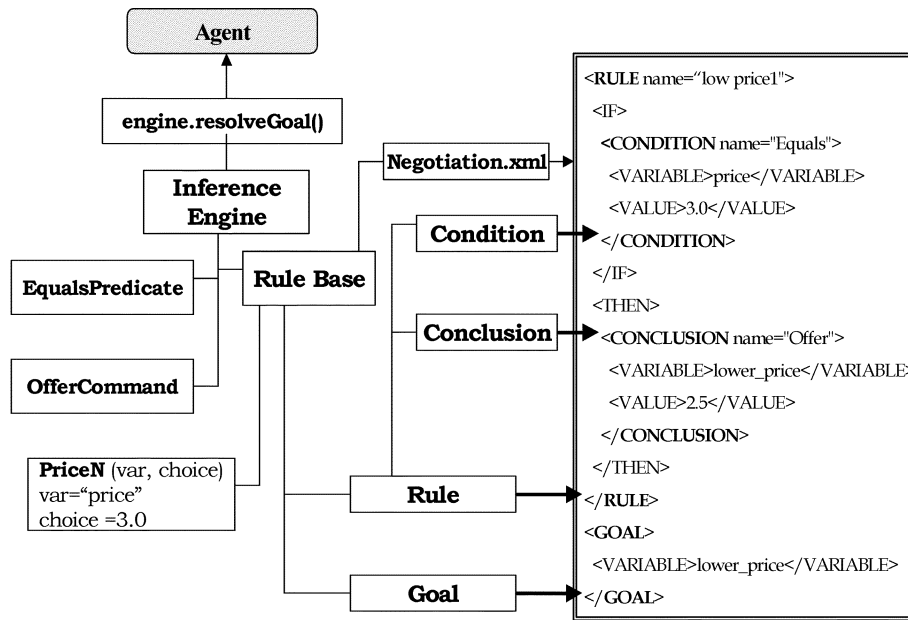 Agent
engine.resolveGoal()
Inference
Engine
EqualsPredicate
Rule Base
OfferCommand
PriceN (var, choice)
var=“price”
choice =3.0
Negotiation.xml
Condition
Conclusion
Rule
Goal
<RULE name=“low price1">
<IF>
<CONDITION name="Equals">
<VARIABLE>price</VARIABLE>
<VALUE>3.0</VALUE>
</CONDITION>
</IF>
<THEN>
<CONCLUSION name="Offer">
<VARIABLE>lower_price</VARIABLE>
<VALUE>2.5</VALUE>
</CONCLUSION>
</THEN>
</RULE>
<GOAL>
<VARIABLE>lower_price</VARIABLE>
</GOAL>